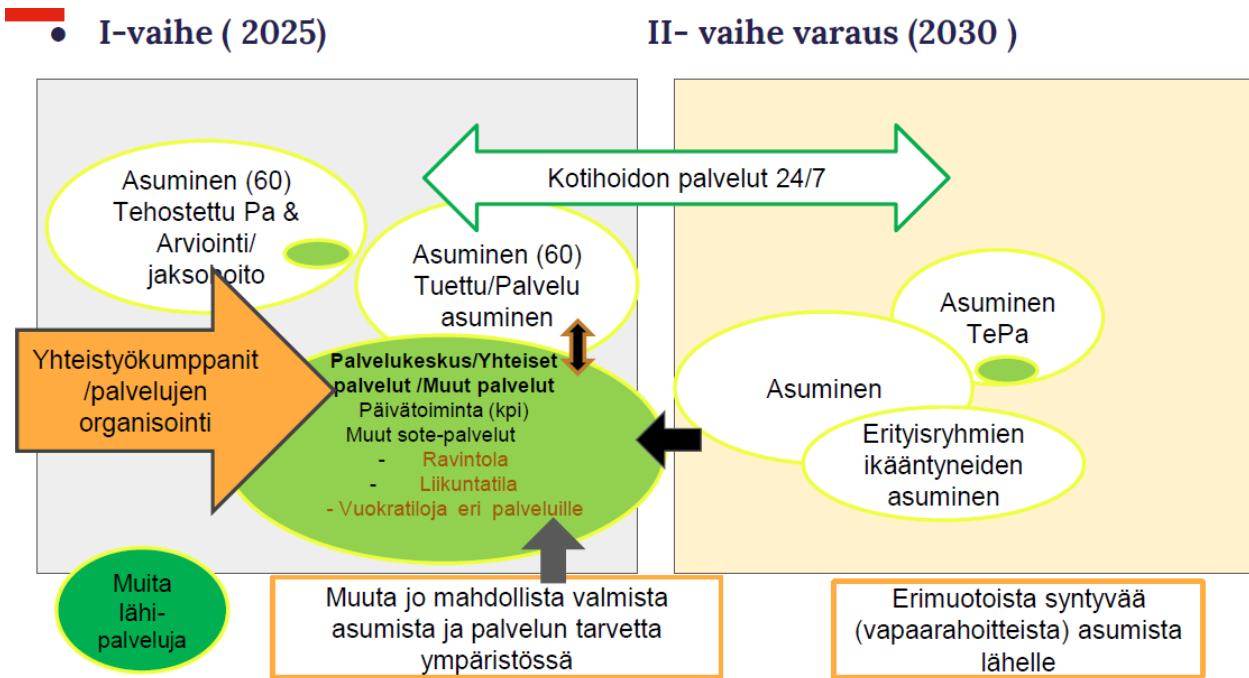 • I-vaihe ( 2025)
II- vaihe varaus (2030 )
Asuminen (60)
Tehostettu Pa &
Arviointi/
jaksohoito
Kotihoidon palvelut 24/7
Asuminen (60)
Tuettu/Palvelu
asuminen
Yhteistyökumppanit
/palvelujen
organisointi
Palvelukeskus/Yhteiset
palvelut /Muut palvelut
Päivätoiminta (kpi)
Muut sote-palvelut
- Ravintola
- Liikuntatila
- Vuokratiloja eri palveluille
Asuminen
TePa
Asuminen
Erityisryhmien
ikääntyneiden
asuminen
Muita
lähi-
palveluja
Muuta jo mahdollista valmista
asumista ja palvelun tarvetta
ympäristössä
Erimuotoista syntyvää
(vapaarahoitteista) asumista
lähelle